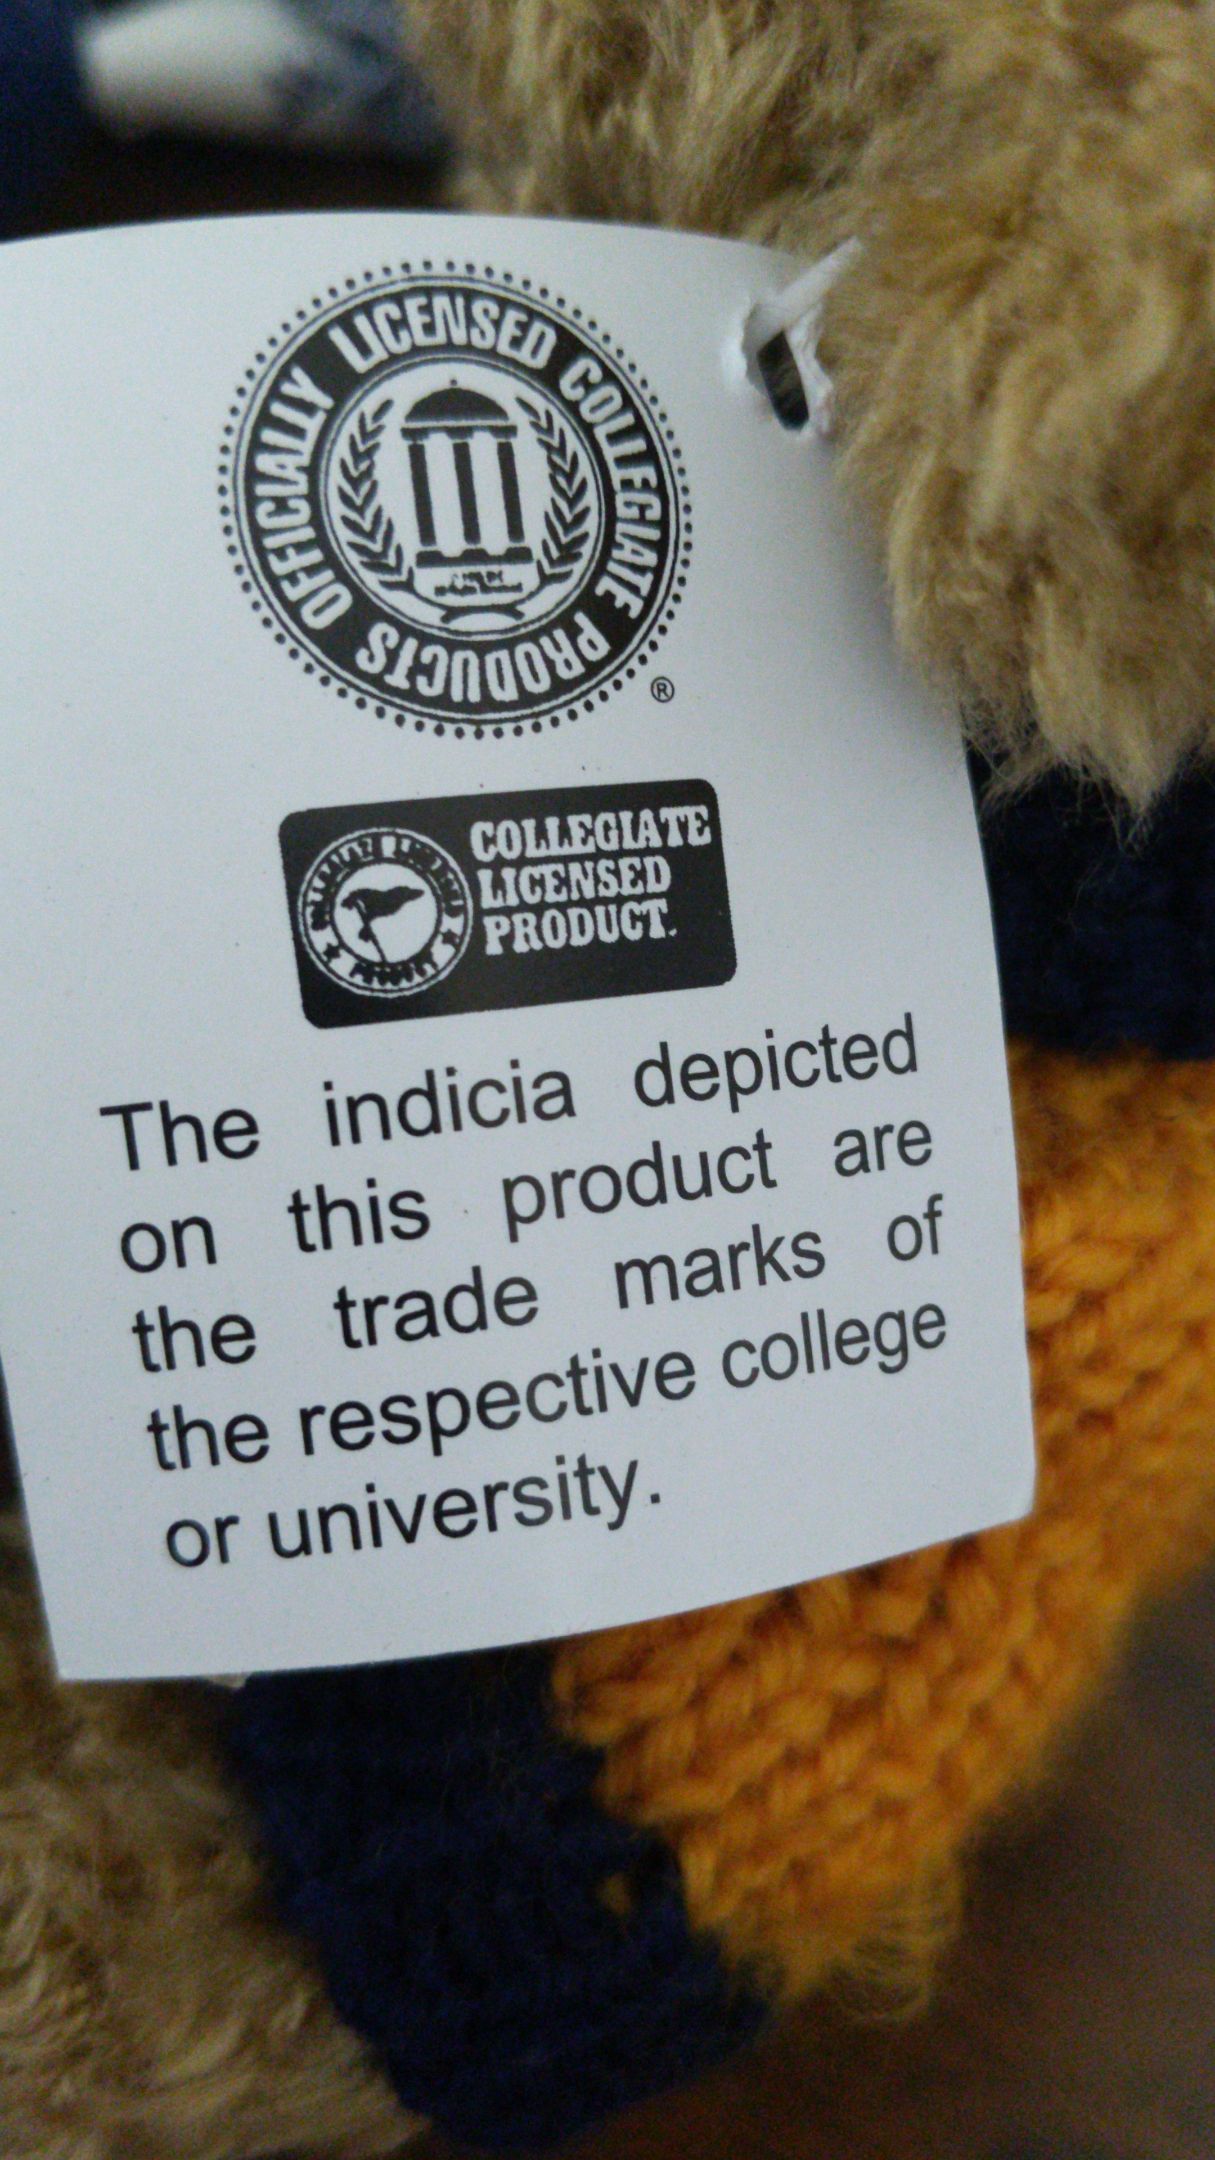 OFFICIALLY LICENSED COLLEGIATE PRODUCTS
®
COLLEGIATE
LICENSED
PRODUCT.
The indicia depicted
on this product are
the trade marks of
the respective college
or university.